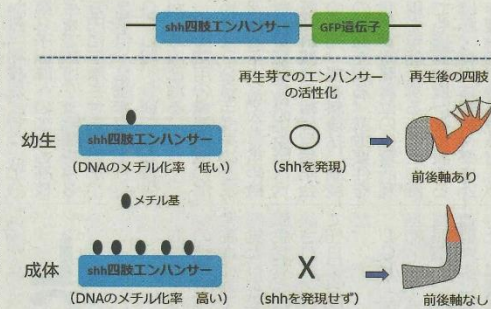 shh四肢エンハンサー GFP遺伝子
再生芽でのエンハンサー
の活性化
再生後の四肢
幼生
shh四肢エンハンサー
(DNAのメチル化率 低い)
(shhを発現)
前後軸あり
メチル基
成体
shh四肢エンハンサー
(DNAのメチル化率 高い)
X
(shhを発現せず)
前後軸なし